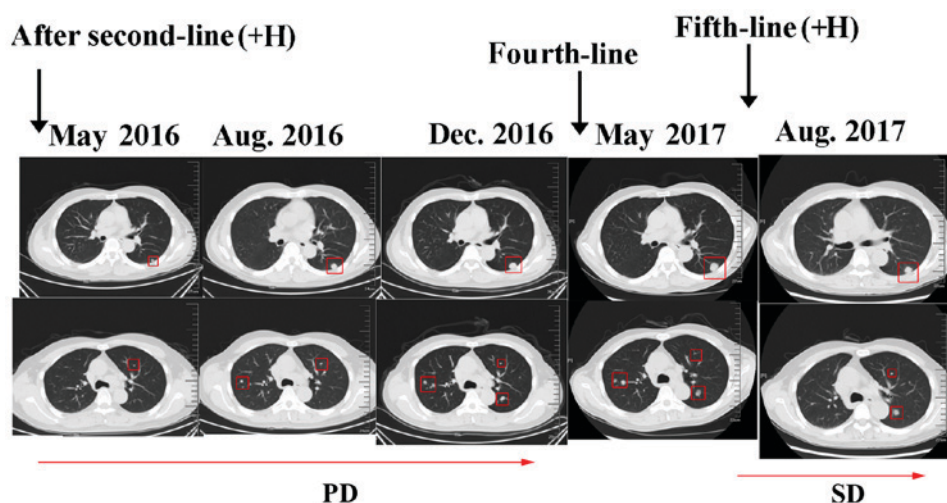 After second-line (+H)
Fourth-line
Fifth-line (+H)
May 2016
Aug. 2016
Dec. 2016
May 2017
Aug. 2017
PD
SD